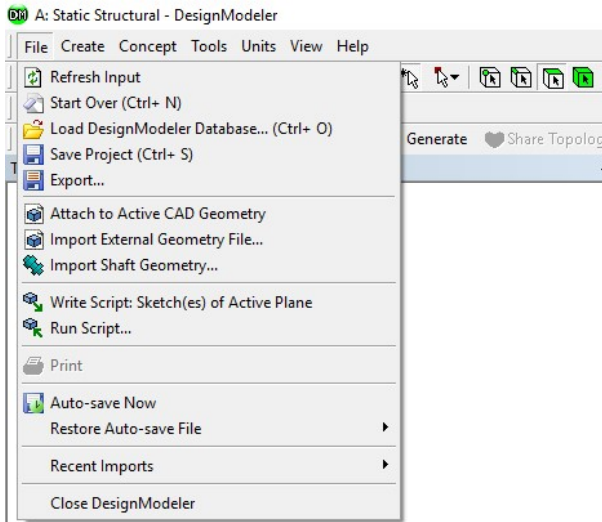 DM A: Static Structural - DesignModeler
File Create Concept Tools Units View Help
Refresh Input
Start Over (Ctrl+ N)
Load DesignModeler Database... (Ctrl+ O)
Generate Share Topolog
Save Project (Ctrl+ S)
Export...
Attach to Active CAD Geometry
Import External Geometry File...
Import Shaft Geometry...
Write Script: Sketch(es) of Active Plane
Run Script...
Print
Auto-save Now
Restore Auto-save File
Recent Imports
Close DesignModeler